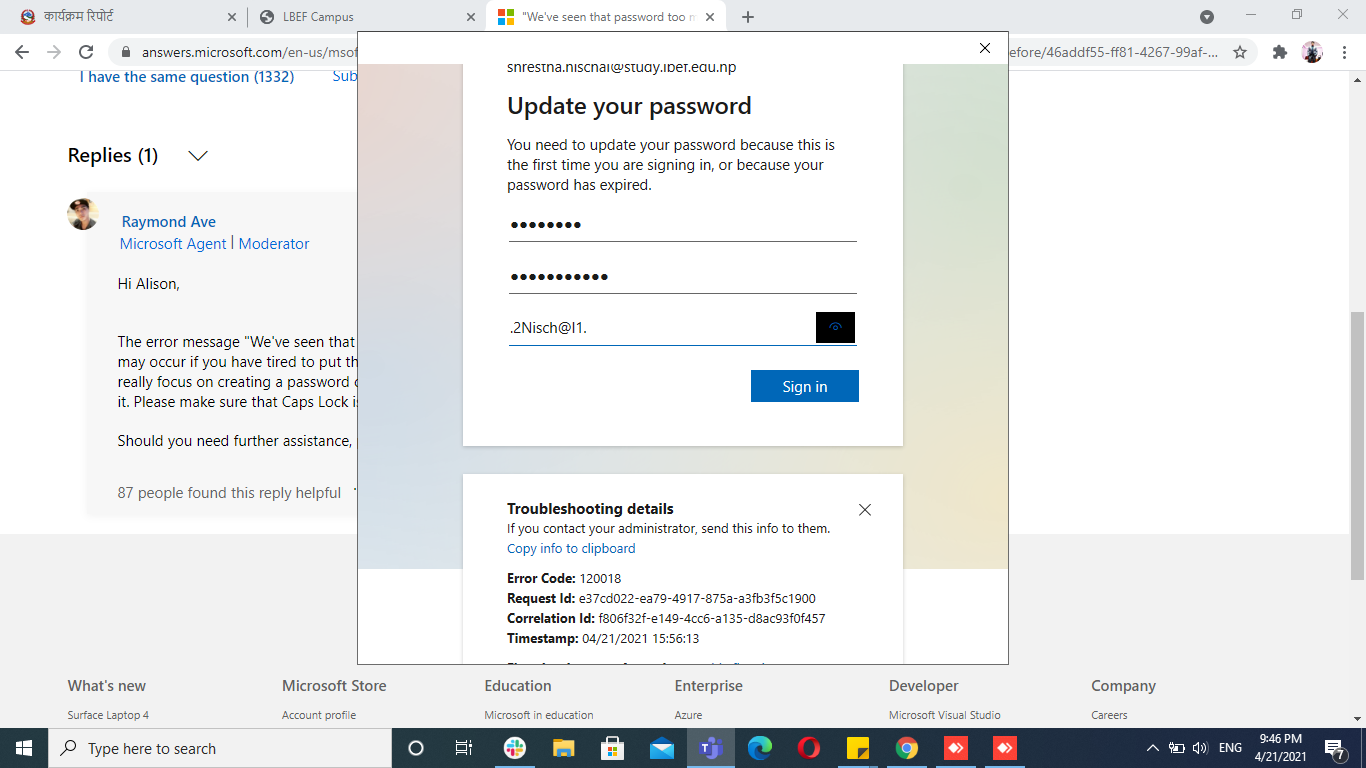 कार्यक्रम रिपोर्ट
LBEF Campus
"We've seen that password too m
answers.microsoft.com/en-us/msof
efore/46addf55-ff81-4267-99af-...
I have the same question (1332)
Sub
Replies (1)
Raymond Ave
Microsoft Agent | Moderator
Hi Alison,
The error message "We've seen that
may occur if you have tired to put th
really focus on creating a password
it. Please make sure that Caps Lock i
Should you need further assistance,
87 people found this reply helpful
shrestha.nischal@study.lbef.edu.np
Update your password
You need to update your password because this is
the first time you are signing in, or because your
password has expired.
••••••••
•••••••••••
.2Nisch@l1.
Sign in
Troubleshooting details
If you contact your administrator, send this info to them.
Copy info to clipboard
Error Code: 120018
Request Id: e37cd022-ea79-4917-875a-a3fb3f5c1900
Correlation Id: f806f32f-e149-4cc6-a135-d8ac93f0f457
Timestamp: 04/21/2021 15:56:13
What's new
Microsoft Store
Education
Enterprise
Developer
Company
Surface Laptop 4
Account profile
Microsoft in education
Azure
Microsoft Visual Studio
Careers
Type here to search
ENG
9:46 PM
4/21/2021
7